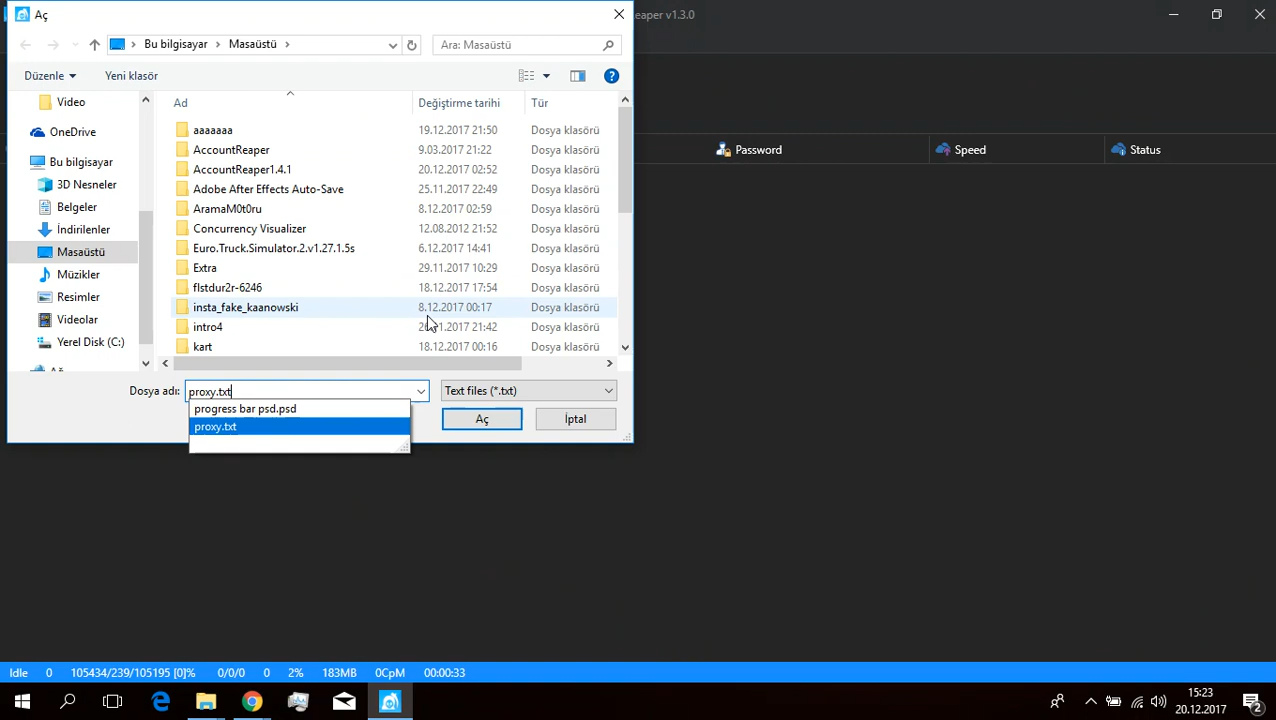 Aç
eaper v1.3.0
Bu bilgisayar
Masaüstü
Ara: Masaüstü
Düzenle
Yeni klasör
Ad
Değiştirme tarihi
Tür
Video
OneDrive
Bu bilgisayar
3D Nesneler
Belgeler
İndirilenler
Masaüstü
Müzikler
Resimler
Videolar
Yerel Disk (C:)
Ağ
aaaaaaa 19.12.2017 21:50 Dosya klasörü
AccountReaper 9.03.2017 21:22 Dosya klasörü
AccountReaper1.4.1 20.12.2017 02:52 Dosya klasörü
Adobe After Effects Auto-Save 25.11.2017 22:49 Dosya klasörü
AramaM0t0ru 8.12.2017 02:59 Dosya klasörü
Concurrency Visualizer 12.08.2012 21:52 Dosya klasörü
Euro.Truck.Simulator.2.v1.27.1.5s 6.12.2017 14:41 Dosya klasörü
Extra 29.11.2017 10:29 Dosya klasörü
flstdur2r-6246 18.12.2017 17:54 Dosya klasörü
insta_fake_kaanowski 8.12.2017 00:17 Dosya klasörü
intro4 21:42 Dosya klasörü
kart 18.12.2017 00:16 Dosya klasörü
Password
Speed
Status
Dosya adı: proxy.txt
Text files (*.txt)
progress bar psd.psd
proxy.txt
Aç
İptal
Idle 0 105434/239/105195 [0]% 0/0/0 0 2% 183MB 0CpM 00:00:33
15:23
20.12.2017
2